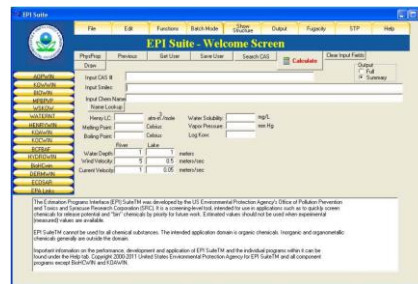 EPI Suite
File Edit Functions Batch Mode Show Structure Output Fugacity STP Help
EPI Suite - Welcome Screen
PhysProp Previous Get User Save User Search CAS Calculate Clear Input Fields
Draw
Output
Full
Summary
Input CAS #
Input Smiles:
Input Chem Name
Name Lookup
Henry LC: atm-m³/mole Water Solubility: mg/L
Melting Point: Celsius Vapor Pressure: mm Hg
Boiling Point: Celsius Log Kow:
River Lake
Water Depth: 1 1 meters
Wind Velocity: 5 0.5 meters/sec
Current Velocity: 1 0.05 meters/sec
AOPWIN
KOWWIN
BIOWIN
MPBPVP
WSKOW
WATERNT
HENRYWIN
KOAWIN
KOCWIN
BCFBAF
HYDROWIN
BioHCwin
DERMWIN
ECOSAR
EPA Links
The Estimation Programs Interface (EPI) SuiteTM was developed by the US Environmental Protection Agency's Office of Pollution Prevention
and Toxics and Syracuse Research Corporation (SRC). It is a screening-level tool, intended for use in applications such as to quickly screen
chemicals for release potential and "bin" chemicals by priority for future work. Estimated values should not be used when experimental
(measured) values are available.
EPI SuiteTM cannot be used for all chemical substances. The intended application domain is organic chemicals. Inorganic and organometallic
chemicals generally are outside the domain.
Important information on the performance, development and application of EPI SuiteTM and the individual programs within it can be
found under the Help tab. Copyright 2000-2011 United States Environmental Protection Agency for EPI SuiteTM and all component
programs except BioHCWIN and KOAWIN.